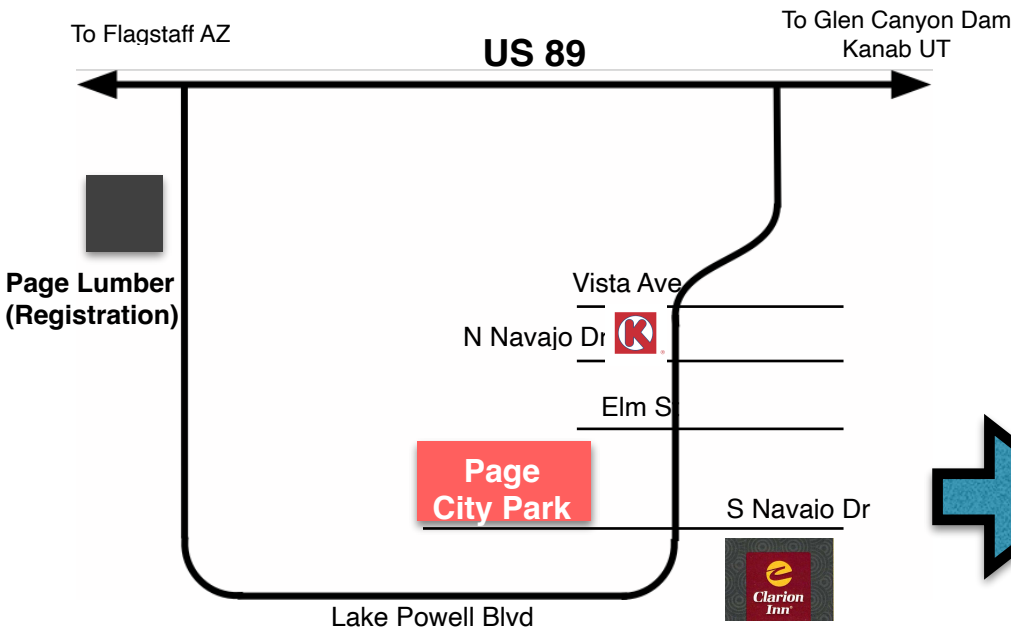 To Flagstaff AZ
To Glen Canyon Dam
Kanab UT
US 89
Page Lumber
(Registration)
Vista Ave
N Navajo Dr
K
Elm S
Page
City Park
S Navajo Dr
Clarion
Inn
Lake Powell Blvd